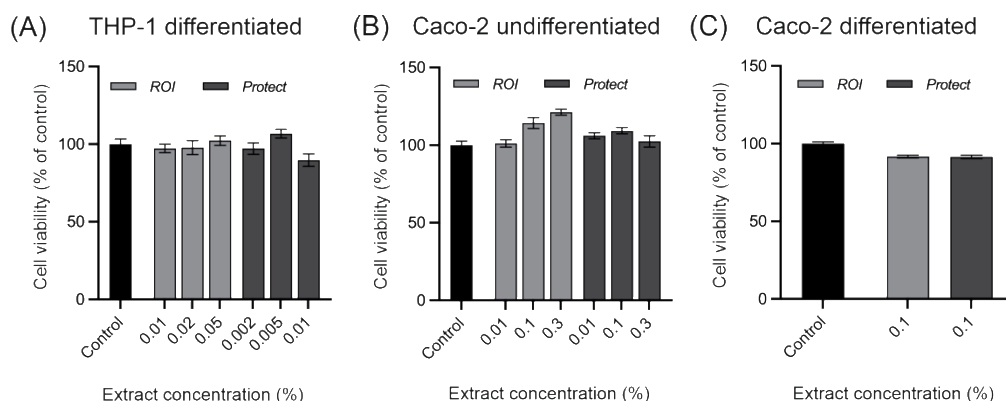 (A) THP-1 differentiated
Cell viability (% of control)
150
100
50
0
ROI Protect
Control 0.01 0.02 0.05 0.002 0.005 0.01
Extract concentration (%)
(B) Caco-2 undifferentiated
Cell viability (% of control)
150
100
50
0
ROI Protect
Control 0.01 0.1 0.3 0.01 0.1 0.3
Extract concentration (%)
(C) Caco-2 differentiated
Cell viability (% of control)
150
100
50
0
ROI Protect
Control 0.1 0.1
Extract concentration (%)